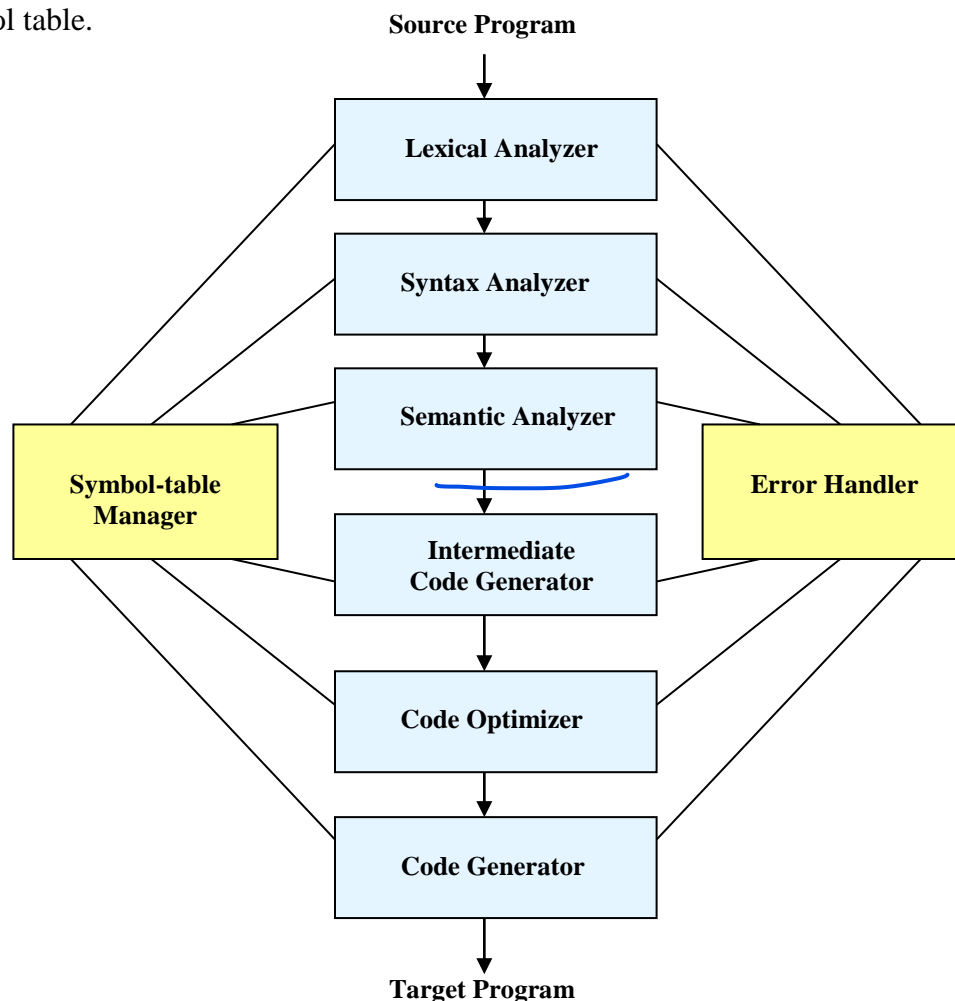 ol table.
Source Program
Lexical Analyzer
Syntax Analyzer
Semantic Analyzer
Symbol-table
Manager
Error Handler
Intermediate
Code Generator
Code Optimizer
Code Generator
Target Program